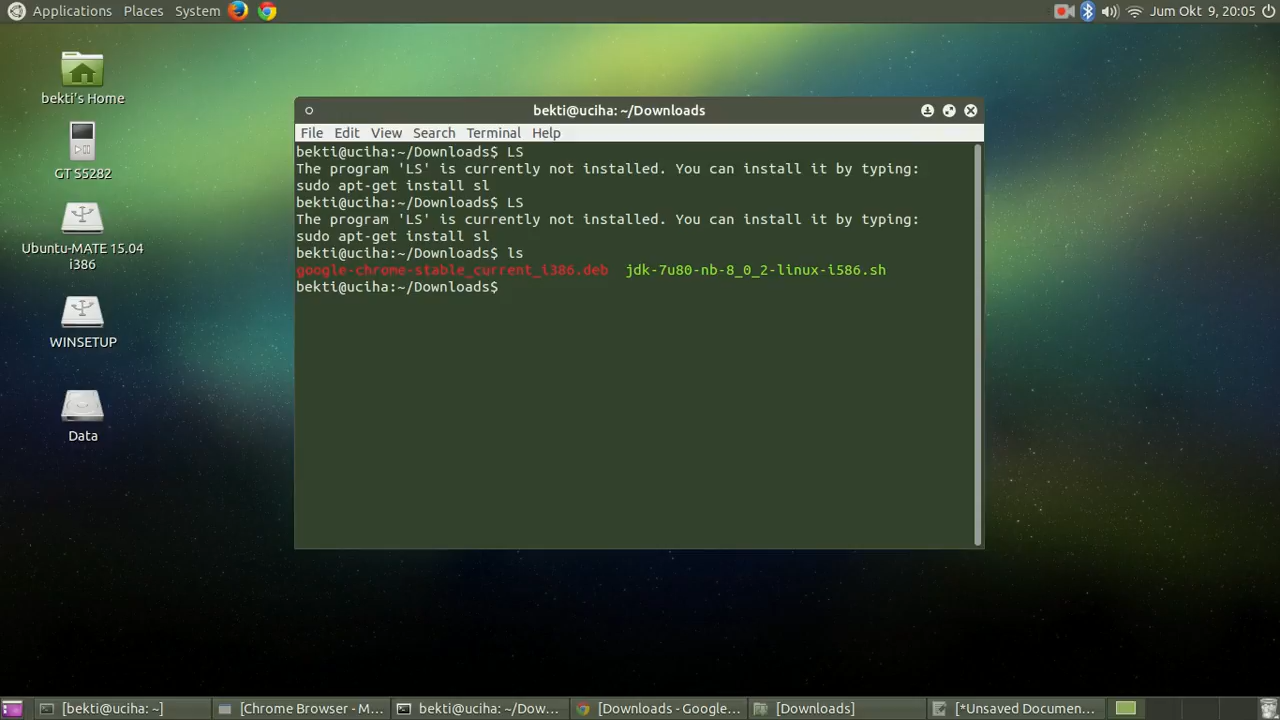 Applications Places System
Jum Okt 9, 20:05
bekti's Home
GT S5282
Ubuntu-MATE 15.04
i386
WINSETUP
Data
bekti@uciha: ~/Downloads
File Edit View Search Terminal Help
bekti@uciha:~/Downloads$ LS
The program 'LS' is currently not installed. You can install it by typing:
sudo apt-get install sl
bekti@uciha:~/Downloads$ LS
The program 'LS' is currently not installed. You can install it by typing:
sudo apt-get install sl
bekti@uciha:~/Downloads$ ls
google-chrome-stable_current_i386.deb  jdk-7u80-nb-8_0_2-linux-i586.sh
bekti@uciha:~/Downloads$
[bekti@uciha: ~] [Chrome Browser - M... bekti@uciha: ~/Dow... [Downloads - Google... [Downloads] [*Unsaved Documen...